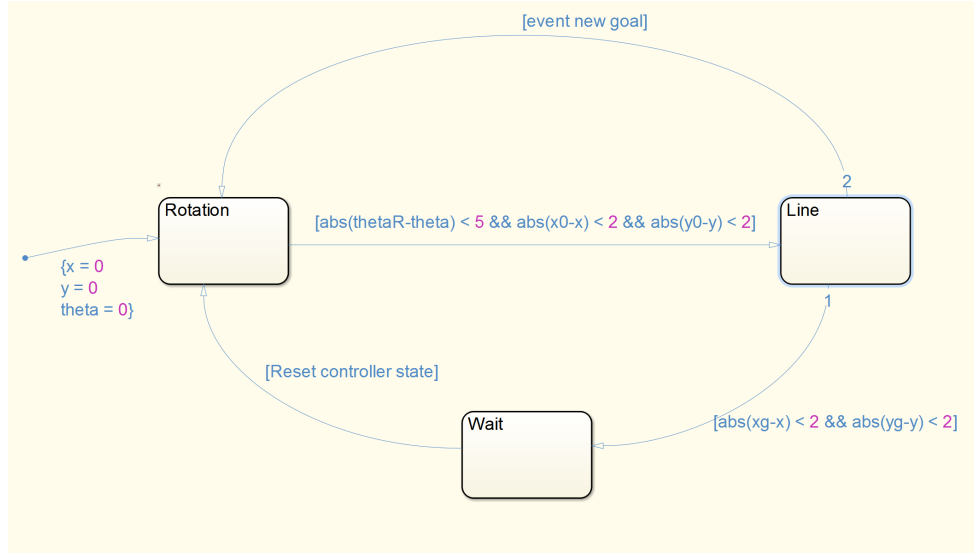 [event new goal]
2
Rotation
[abs(thetaR-theta) < 5 && abs(x0-x) < 2 && abs(y0-y) < 2]
Line
{x = 0
y = 0
theta = 0}
1
[Reset controller state]
Wait
[abs(xg-x) < 2 && abs(yg-y) < 2]